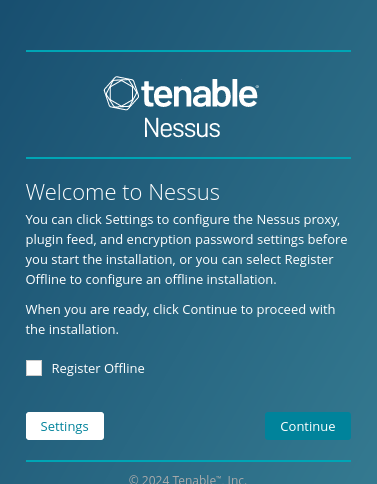 tenable
Nessus
Welcome to Nessus
You can click Settings to configure the Nessus proxy,
plugin feed, and encryption password settings before
you start the installation, or you can select Register
Offline to configure an offline installation.
When you are ready, click Continue to proceed with
the installation.
Register Offline
Settings
Continue
© 2024 Tenable™, Inc.